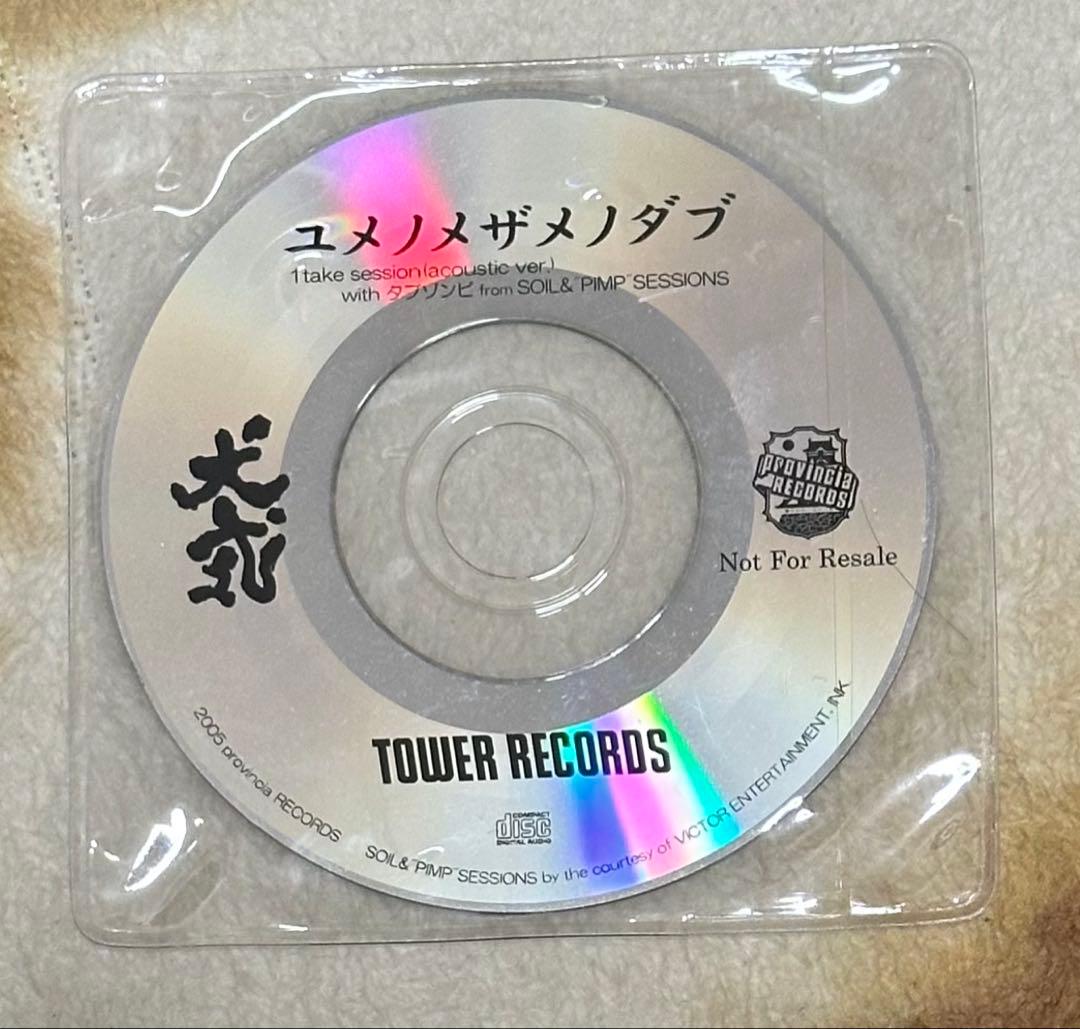 ユメノメザメノダブ
1take session(acoustic ver.)
with タブゾンビ from SOIL&"PIMP"SESSIONS
犬式
provincia
RECORDS
Not For Resale
TOWER RECORDS
COMPACT
disc
DIGITAL AUDIO
2005 provincia RECORDS
SOIL&"PIMP"SESSIONS by the courtesy of VICTOR ENTERTAINMENT, INK